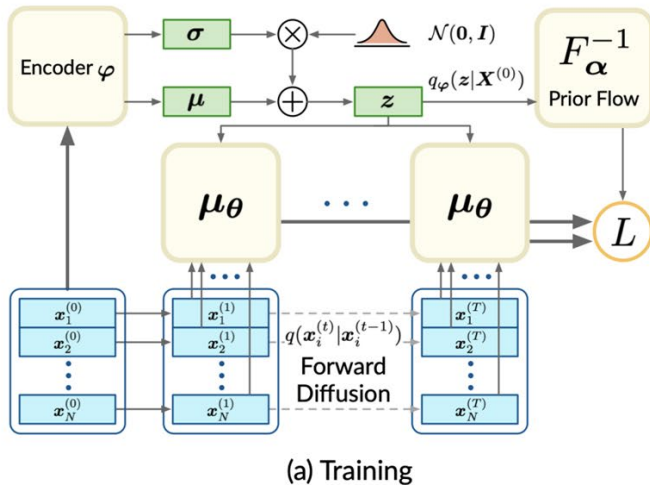 σ
×
𝒩(0, I)
F_α^{-1}
Prior Flow
Encoder φ
μ
+
z
q_φ(z|X^{(0)})
μ_θ
. . .
μ_θ
L
...
...
x_1^{(0)}
x_2^{(0)}
x_N^{(0)}
x_1^{(1)}
x_2^{(1)}
x_N^{(1)}
q(x_i^{(t)}|x_i^{(t-1)})
Forward
Diffusion
x_1^{(T)}
x_2^{(T)}
x_N^{(T)}
(a) Training